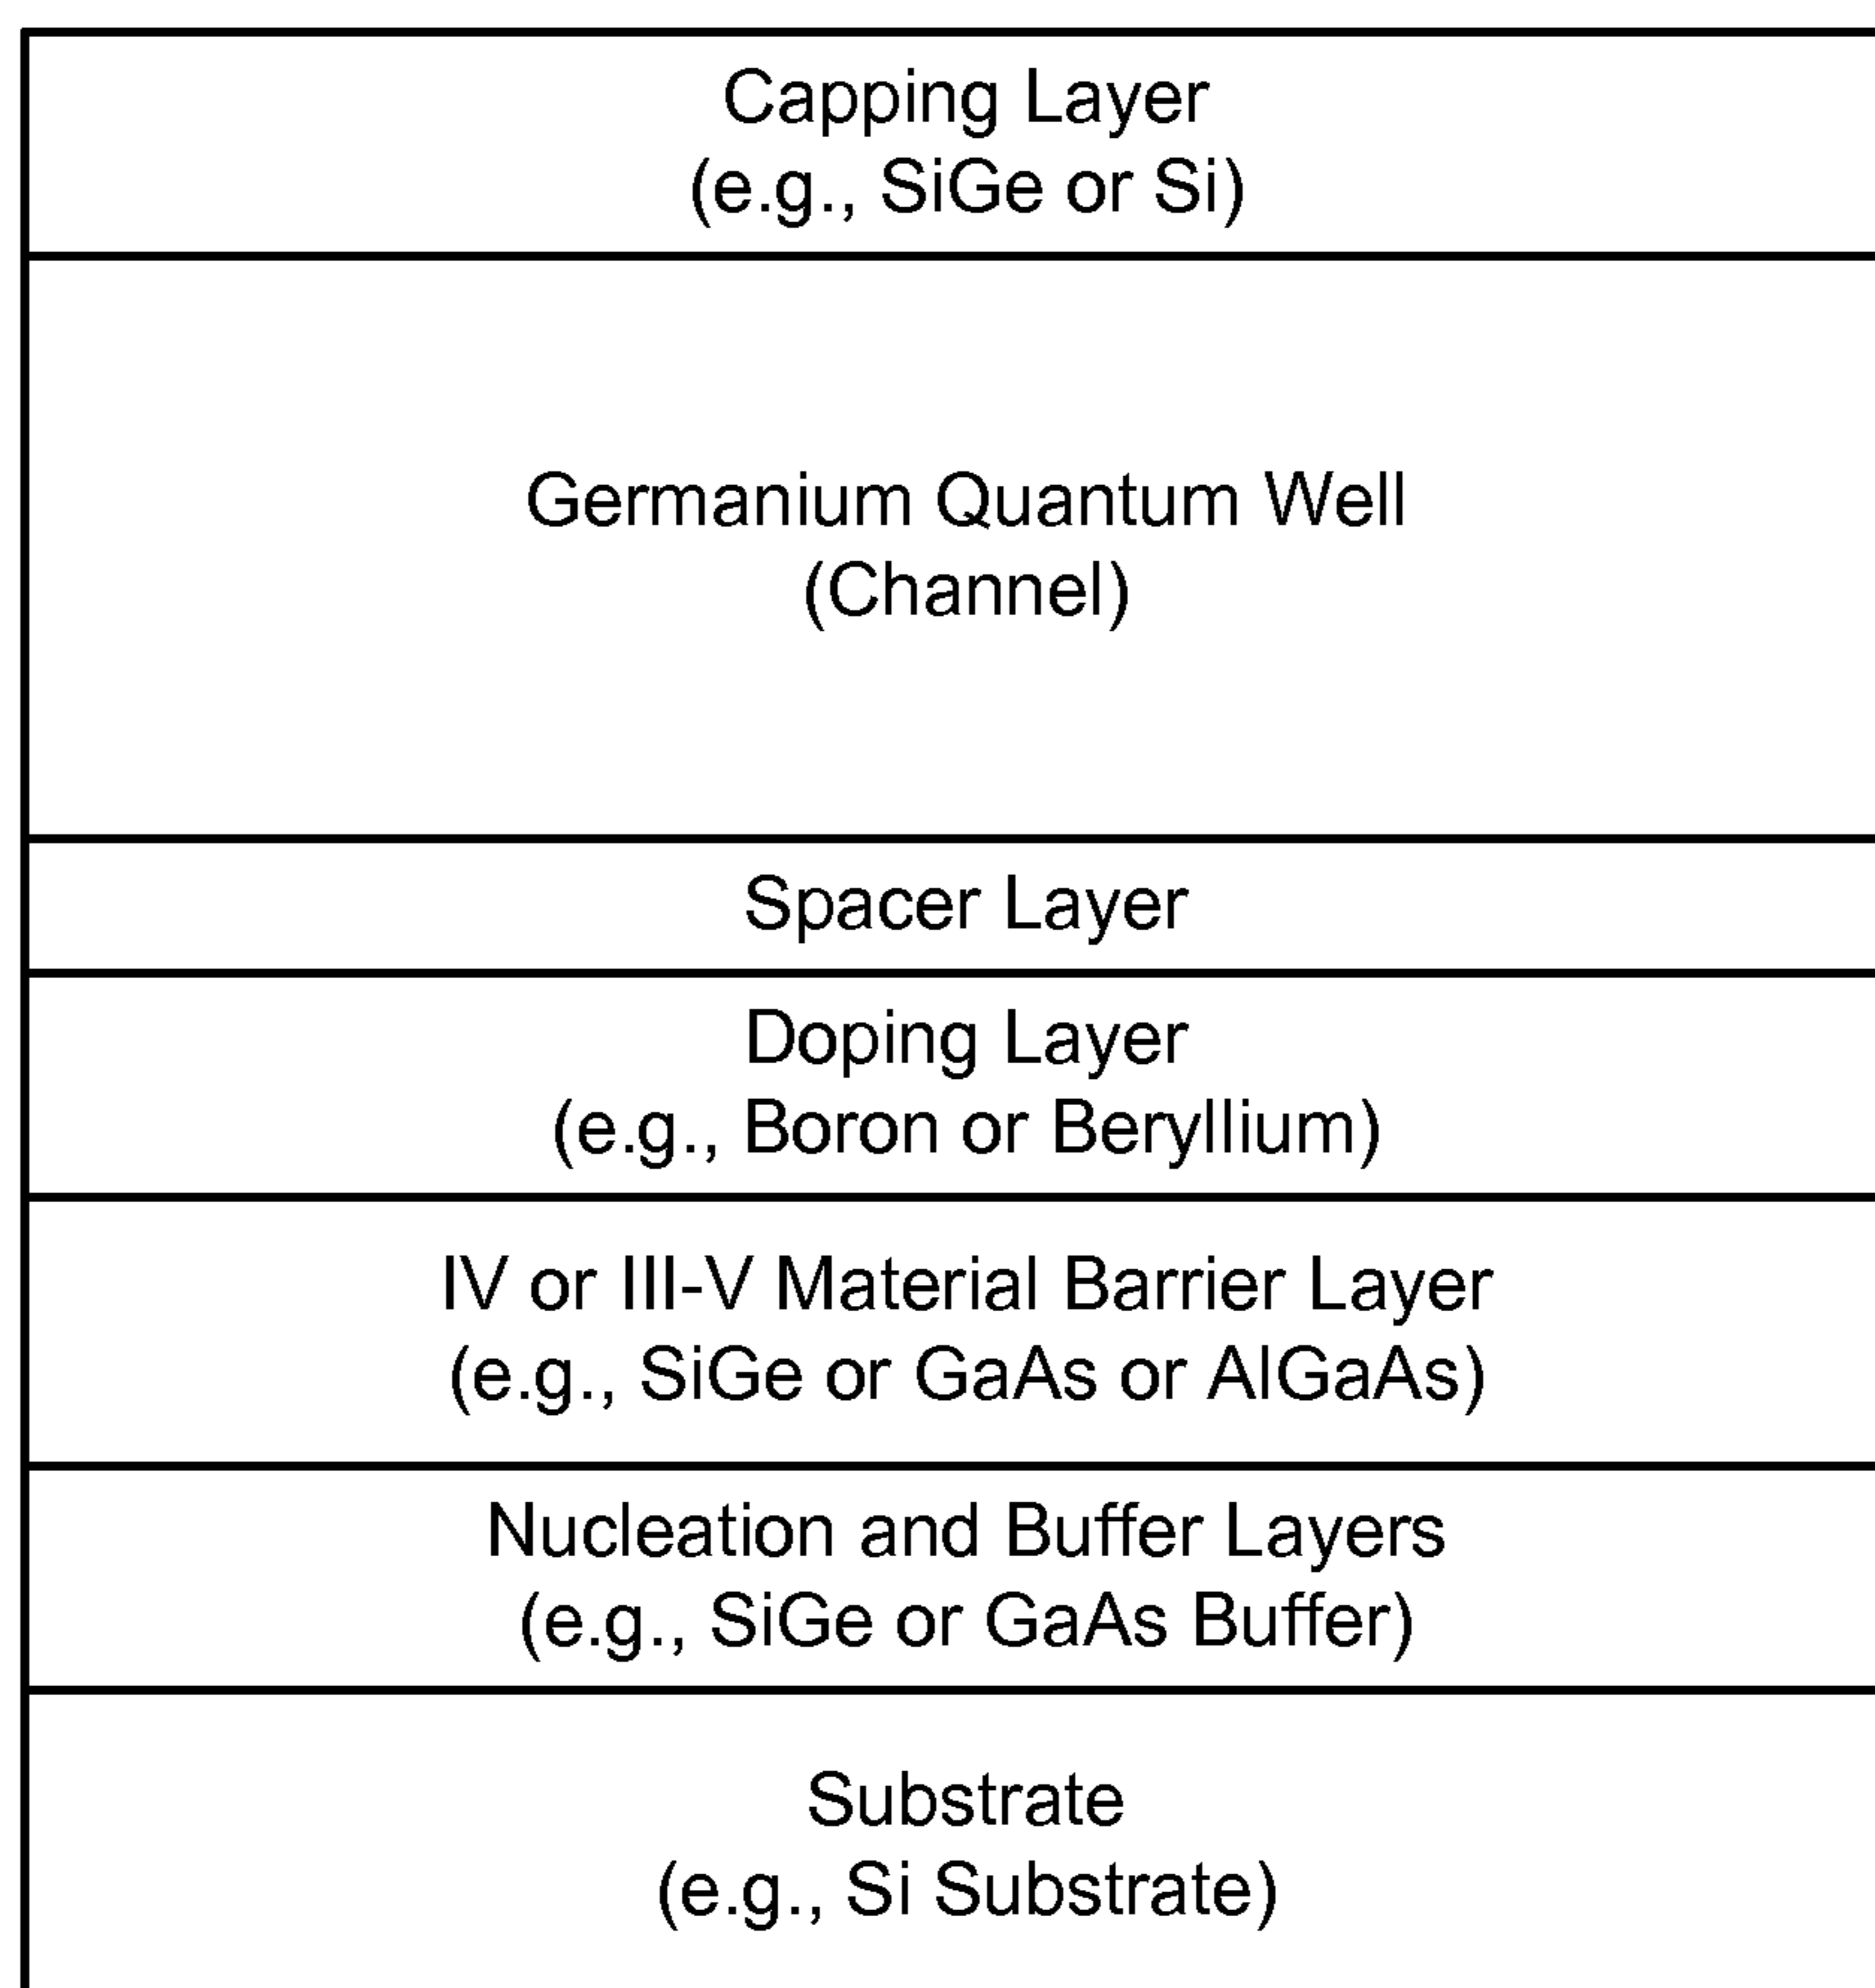 Capping Layer
(e.g., SiGe or Si)
Germanium Quantum Well
(Channel)
Spacer Layer
Doping Layer
(e.g., Boron or Beryllium)
IV or III-V Material Barrier Layer
(e.g., SiGe or GaAs or AlGaAs)
Nucleation and Buffer Layers
(e.g., SiGe or GaAs Buffer)
Substrate
(e.g., Si Substrate)